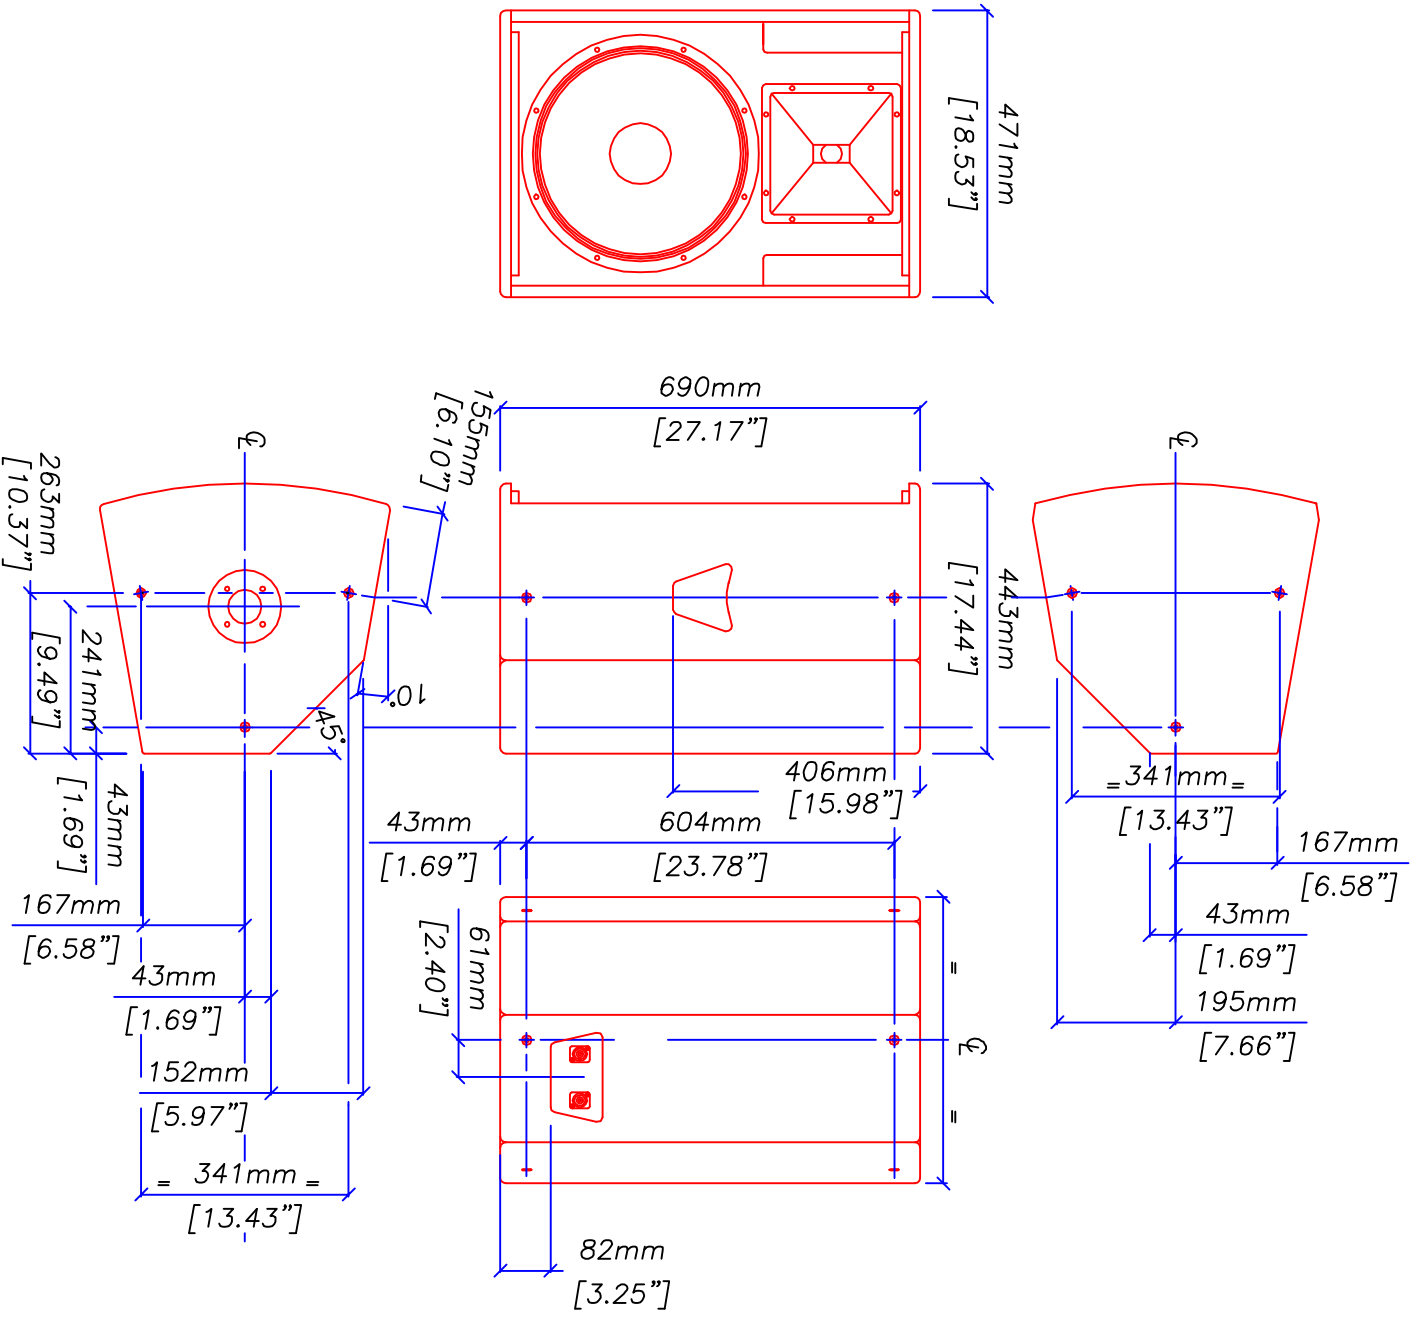 471mm
[18.53"]
690mm
[27.17"]
155mm
[6.10"]
℄
℄
263mm
[10.37"]
443mm
[17.44"]
241mm
[9.49"]
10°
45°
406mm
[15.98"]
=341mm=
[13.43"]
43mm
[1.69"]
43mm
[1.69"]
604mm
[23.78"]
167mm
[6.58"]
167mm
[6.58"]
43mm
[1.69"]
61mm
[2.40"]
=
43mm
[1.69"]
195mm
[7.66"]
℄
152mm
[5.97"]
=
= 341mm =
[13.43"]
82mm
[3.25"]